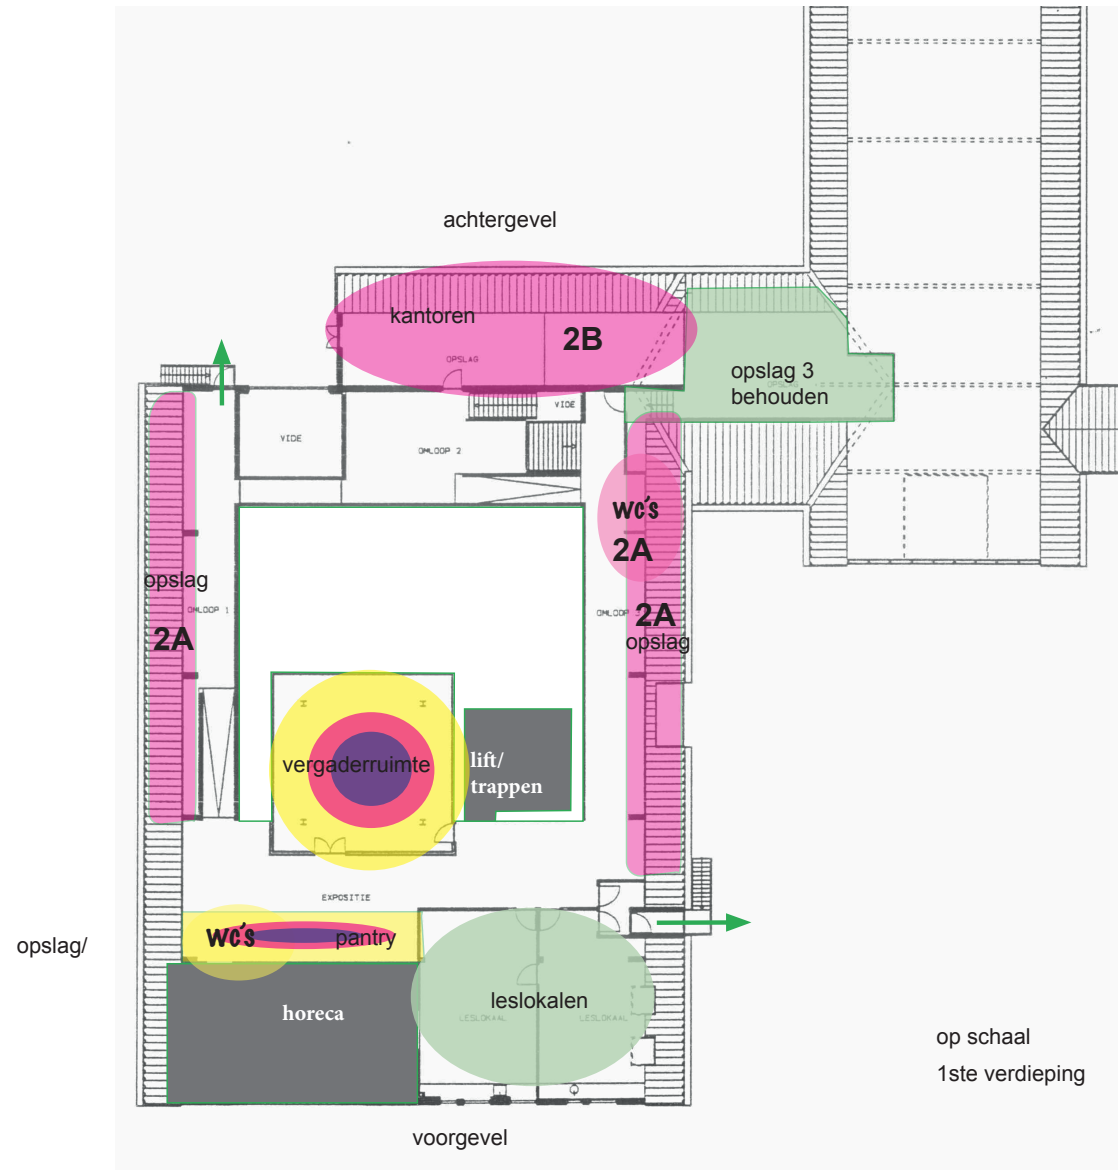 achtergevel
kantoren
2B
OPSLAG
opslag 3
behouden
VIDE
VIDE
OMLOOP 2
wc's
2A
opslag
OMLOOP 1
2A
2A
opslag
vergaderruimte
lift/
trappen
EXPOSITIE
wc's
pantry
opslag/
horeca
leslokalen
LESLOKAAL
LESLOKAAL
op schaal
1ste verdieping
voorgevel